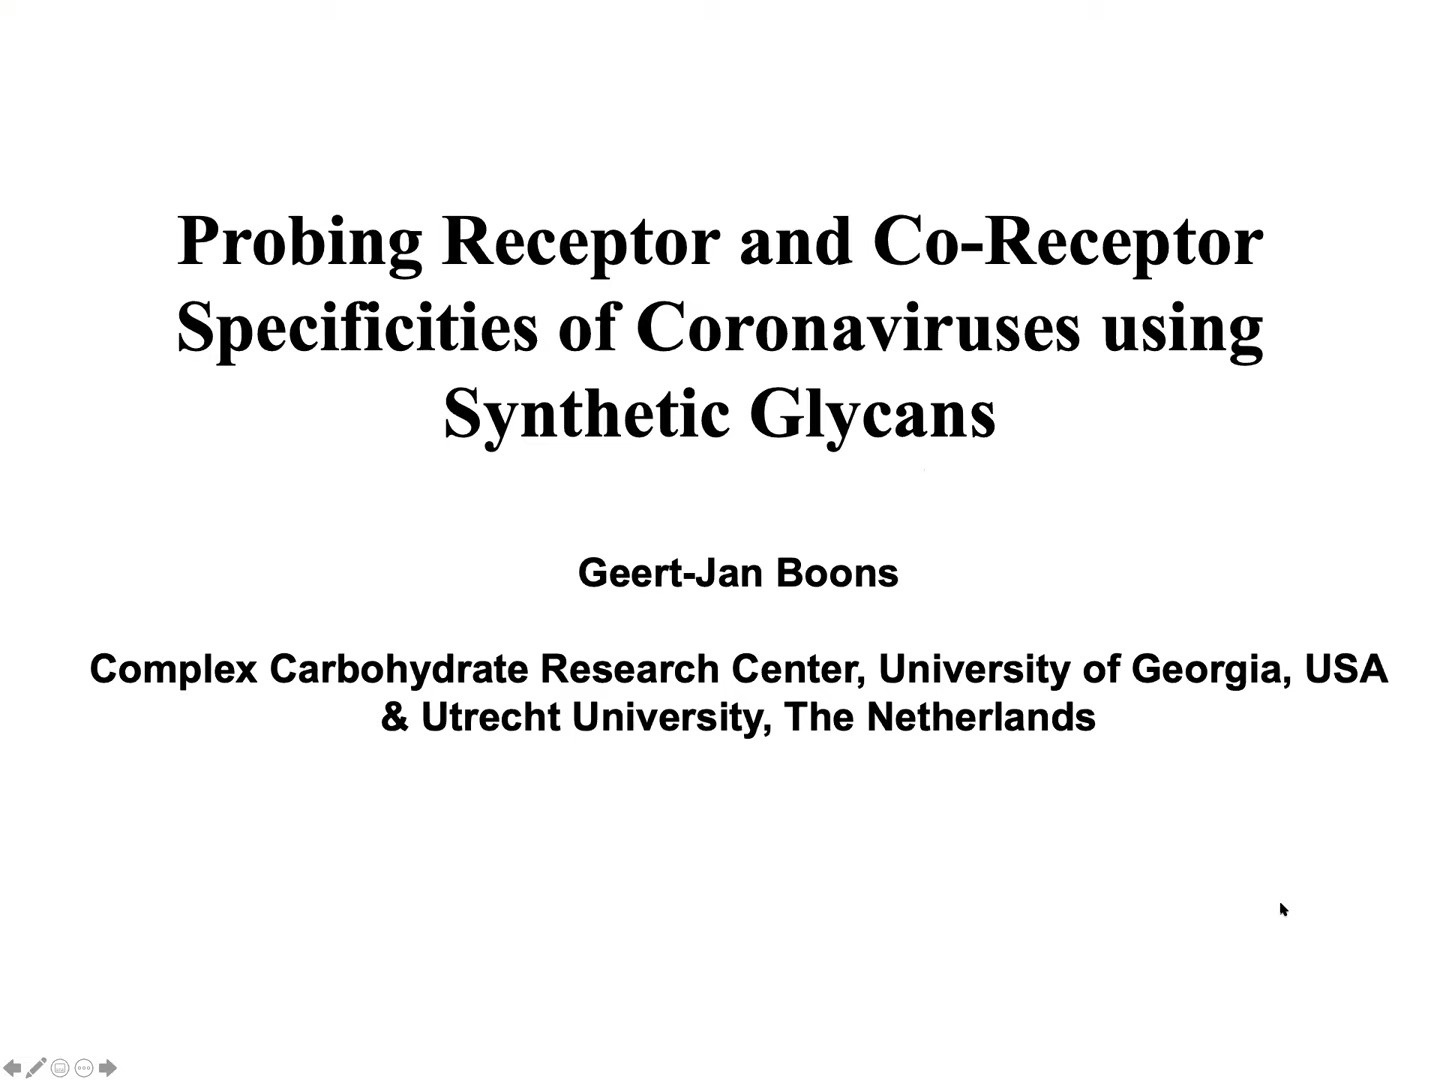 Probing Receptor and Co-Receptor
Specificities of Coronaviruses using
Synthetic Glycans
Geert-Jan Boons
Complex Carbohydrate Research Center, University of Georgia, USA
& Utrecht University, The Netherlands